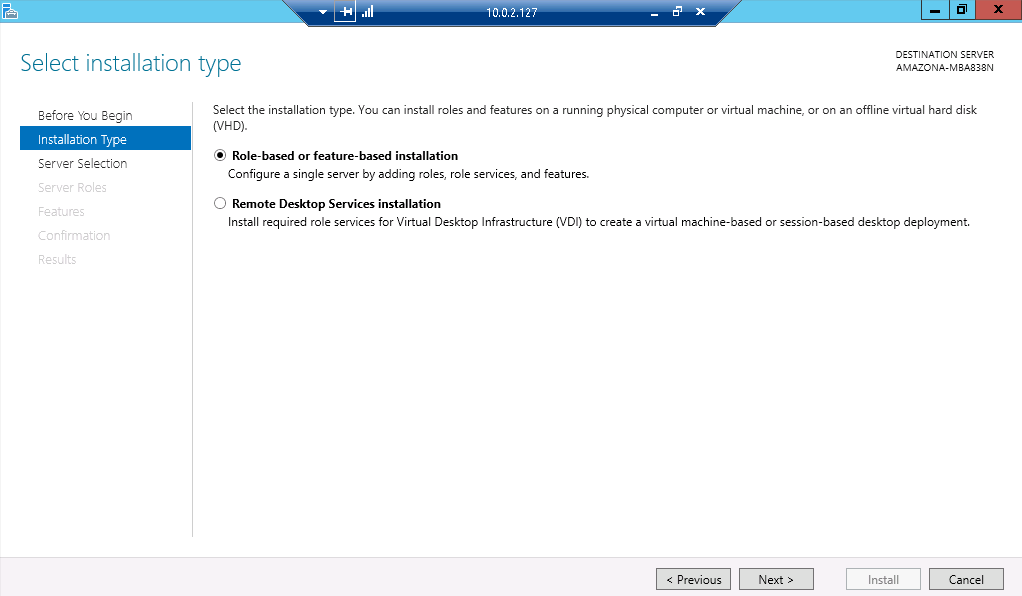 10.0.2.127
Select installation type
DESTINATION SERVER
AMAZONA-MBA838N
Before You Begin
Installation Type
Server Selection
Server Roles
Features
Confirmation
Results
Select the installation type. You can install roles and features on a running physical computer or virtual machine, or on an offline virtual hard disk
(VHD).
Role-based or feature-based installation
Configure a single server by adding roles, role services, and features.
Remote Desktop Services installation
Install required role services for Virtual Desktop Infrastructure (VDI) to create a virtual machine-based or session-based desktop deployment.
< Previous
Next >
Install
Cancel